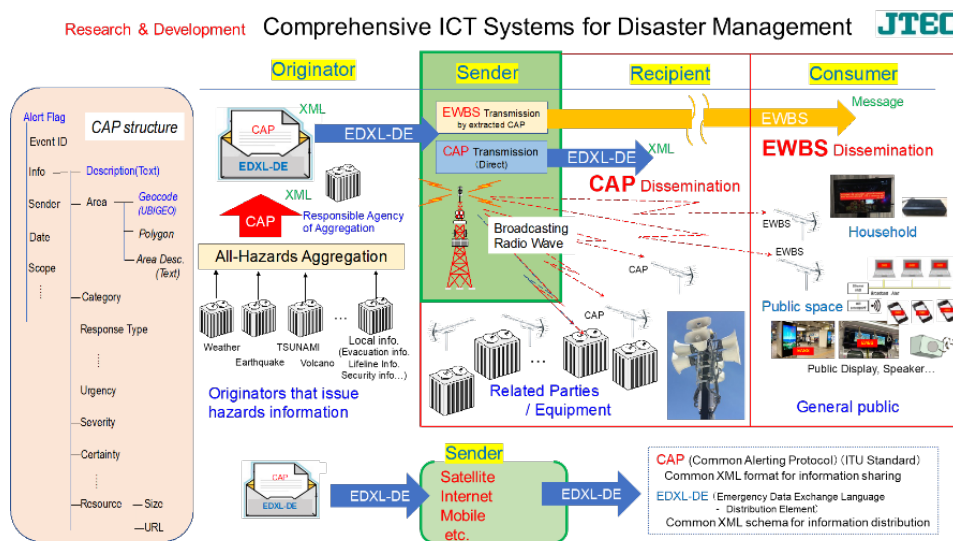 Research & Development
Comprehensive ICT Systems for Disaster Management
JTEC
Originator
Sender
Recipient
Consumer
Alort Flag
CAP structure
Event ID
Info
Description(Text)
Sender
Area
Geocode
(UBIGEO)
Date
Polygon
Scope
Area Desc.
(Text)
Category
Response Type
Urgency
Severity
Certainty
Resource
Size
URL
XML
CAP
EDXL-DE
EDXL-DE
XML
CAP
Responsible Agency
of Aggregation
All-Hazards Aggregation
Weather
Earthquake
TSUNAMI
Volcano
...
Local info.
(Evacuation info.
Lifeline Info.
Security info...)
Originators that issue
hazards information
EWBS Transmission
by extracted CAP
CAP Transmission
(Direct)
EDXL-DE
XML
CAP Dissemination
Broadcasting
Radio Wave
CAP
CAP
...
Related Parties
/ Equipment
Message
EWBS
EWBS Dissemination
EWBS
Household
EWBS
Public space
Public Display, Speaker...
General public
CAP
EDXL-DE
EDXL-DE
Sender
Satellite
Internet
Mobile
etc.
EDXL-DE
CAP (Common Alerting Protocol) (ITU Standard)
Common XML format for information sharing
EDXL-DE (Emergency Data Exchange Language
- Distribution Element)
Common XML schema for information distribution